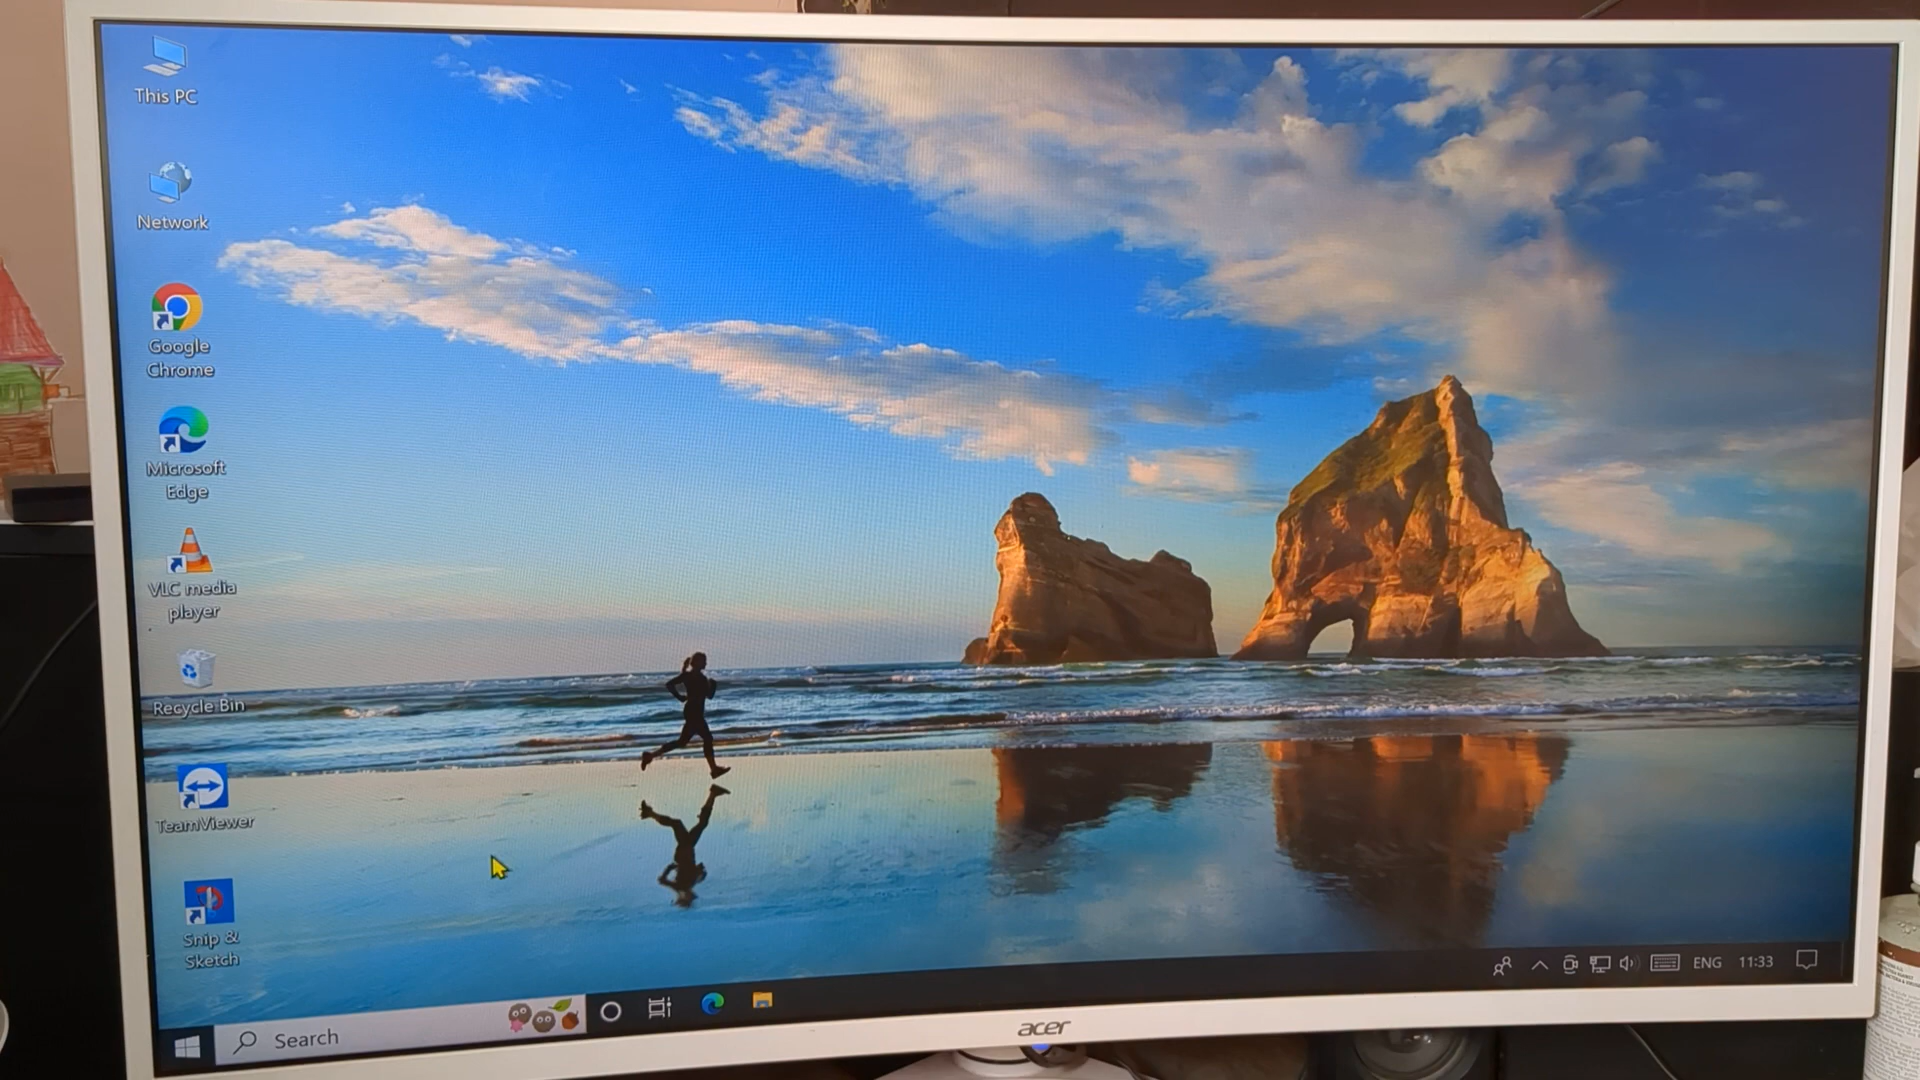 This PC
Network
Google
Chrome
Microsoft
Edge
VLC media
player
Recycle Bin
TeamViewer
Snip &
Sketch
Search
ENG
11:33
acer